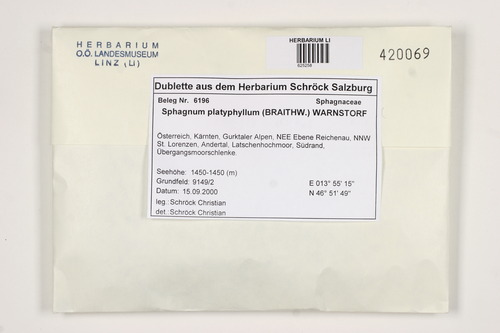 HERBARIUM
O.Ö. LANDESMUSEUM
LINZ (LI)
HERBARIUM LI
420069
Dublette aus dem Herbarium Schröck Salzburg
Beleg Nr. 6196 Sphagnaceae
Sphagnum platyphyllum (BRAITHW.) WARNSTORF
Österreich, Kärnten, Gurktaler Alpen, NEE Ebene Reichenau, NNW
St. Lorenzen, Andertal, Latschenhochmoor, Südrand,
Übergangsmoorschlenke.
Seehöhe: 1450-1450 (m)
Grundfeld: 9149/2 E 013° 55' 15"
Datum: 15.09.2000 N 46° 51' 49"
leg. Schröck Christian
det. Schröck Christian